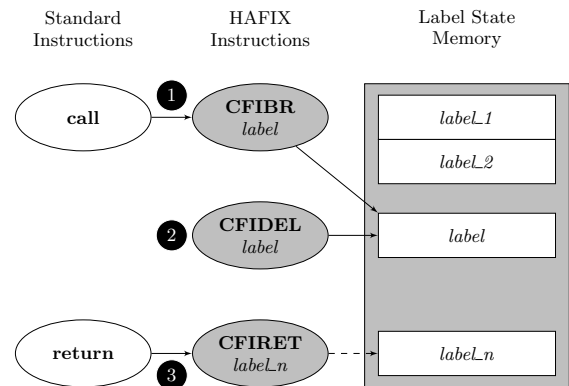 Standard
Instructions
HAFIX
Instructions
Label State
Memory
call
1
CFIBR
label
label_1
label_2
2
CFIDEL
label
label
return
3
CFIRET
label_n
label_n